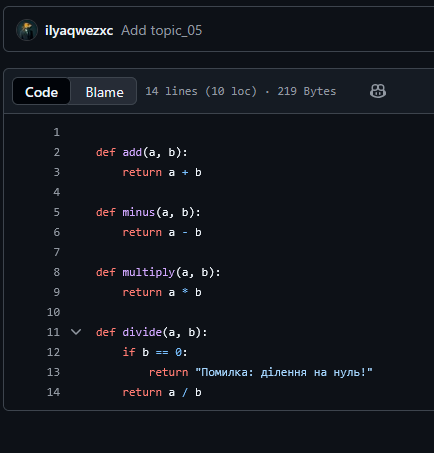 ilyaqwezxc Add topic_05
Code Blame 14 lines (10 loc) · 219 Bytes
1
2 def add(a, b):
3 return a + b
4
5 def minus(a, b):
6 return a - b
7
8 def multiply(a, b):
9 return a * b
10
11 def divide(a, b):
12 if b == 0:
13 return "Помилка: ділення на нуль!"
14 return a / b